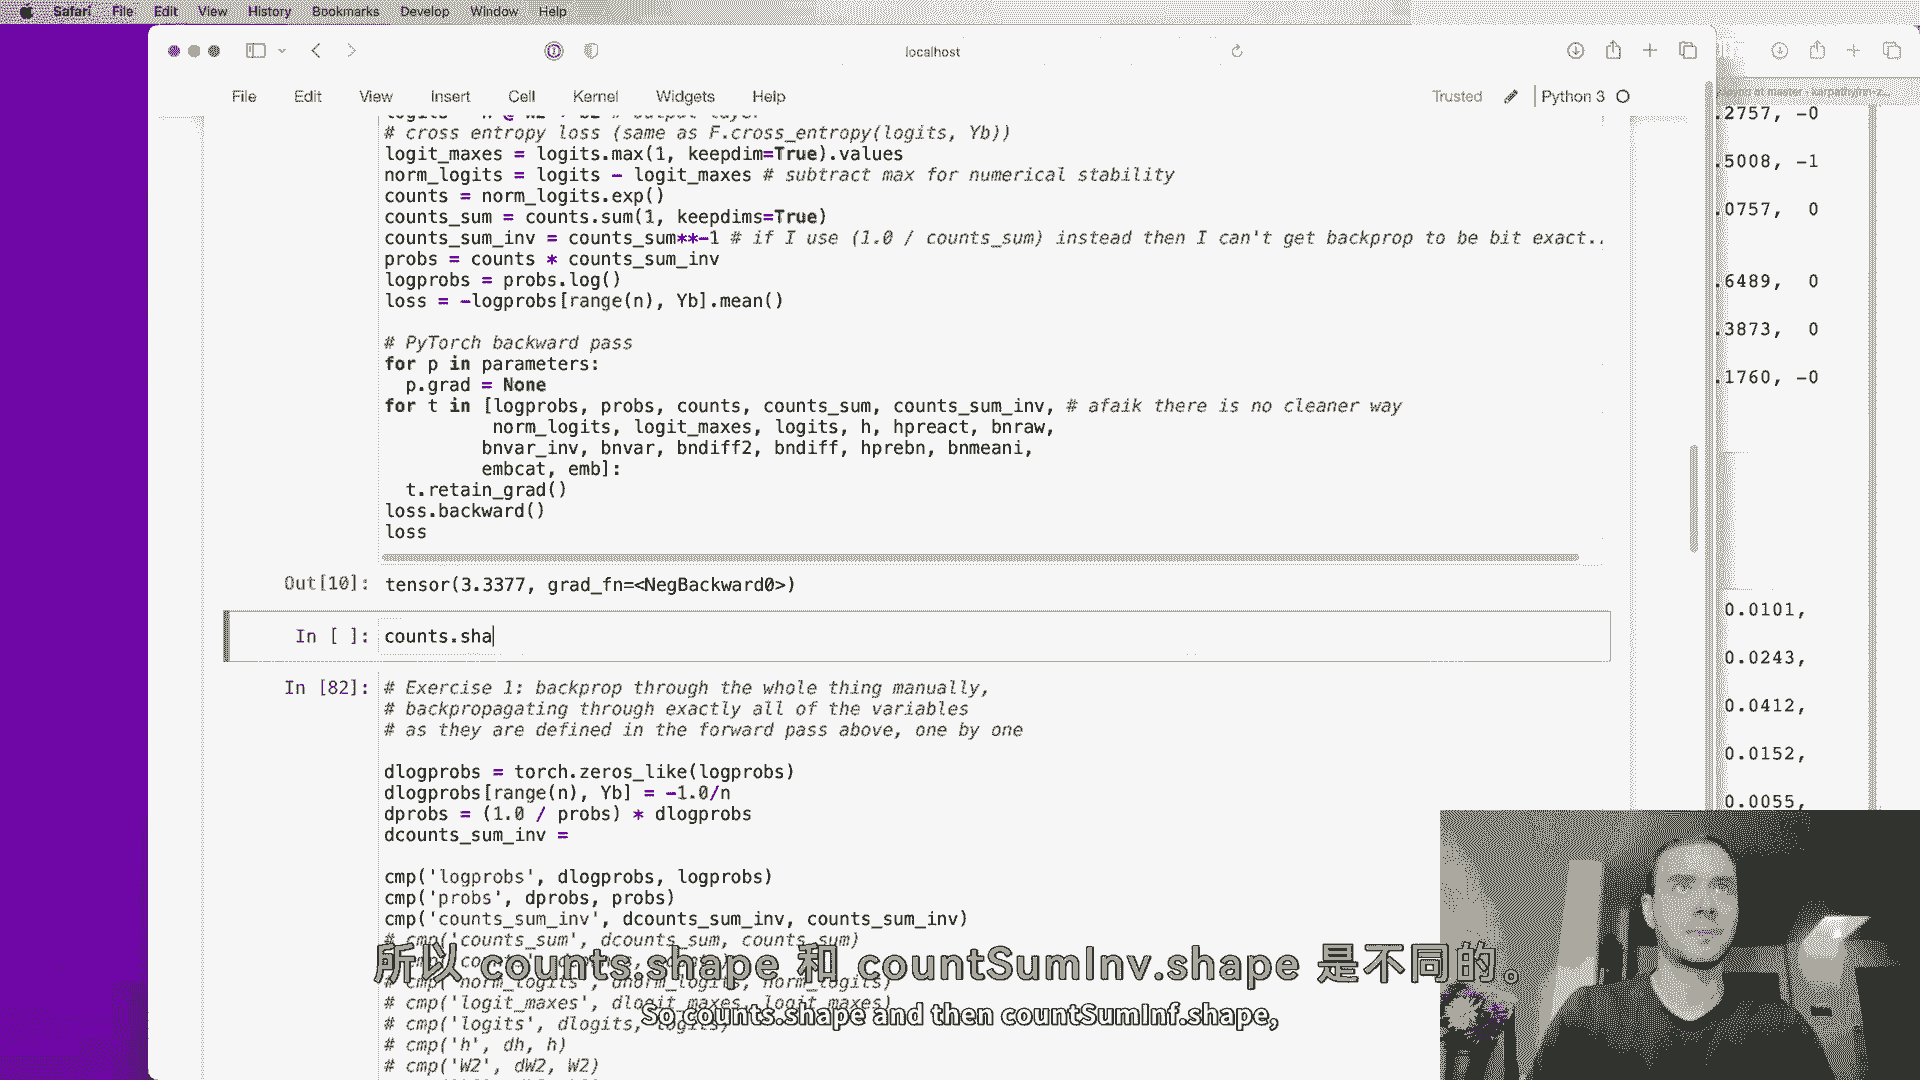 Safari File Edit View History Bookmarks Develop Window Help
localhost
File Edit View Insert Cell Kernel Widgets Help
Trusted Python 3
# cross entropy loss (same as F.cross_entropy(logits, Yb))
logit_maxes = logits.max(1, keepdim=True).values
norm_logits = logits - logit_maxes # subtract max for numerical stability
counts = norm_logits.exp()
counts_sum = counts.sum(1, keepdims=True)
counts_sum_inv = counts_sum**-1 # if I use (1.0 / counts_sum) instead then I can't get backprop to be bit exact..
probs = counts * counts_sum_inv
logprobs = probs.log()
loss = -logprobs[range(n), Yb].mean()
# PyTorch backward pass
for p in parameters:
p.grad = None
for t in [logprobs, probs, counts, counts_sum, counts_sum_inv, # afaik there is no cleaner way
norm_logits, logit_maxes, logits, h, hpreact, bnraw,
bnvar_inv, bnvar, bndiff2, bndiff, hprebn, bnmeani,
embcat, emb]:
t.retain_grad()
loss.backward()
loss
Out[10]: tensor(3.3377, grad_fn=<NegBackward0>)
In [ ]: counts.sha
In [82]: # Exercise 1: backprop through the whole thing manually,
# backpropagating through exactly all of the variables
# as they are defined in the forward pass above, one by one
dlogprobs = torch.zeros_like(logprobs)
dlogprobs[range(n), Yb] = -1.0/n
dprobs = (1.0 / probs) * dlogprobs
dcounts_sum_inv =
cmp('logprobs', dlogprobs, logprobs)
cmp('probs', dprobs, probs)
cmp('counts_sum_inv', dcounts_sum_inv, counts_sum_inv)
# cmp('counts_sum', dcounts_sum, counts_sum)
# cmp('norm_logits', dnorm_logits, norm_logits)
# cmp('logit_maxes', dlogit_maxes, logit_maxes)
# cmp('logits', dlogits, logits)
# cmp('h', dh, h)
# cmp('W2', dW2, W2)
所以 counts.shape 和 countSumInv.shape 是不同的。
So counts.shape and then countSumInf.shape,
.2757, -0
.5008, -1
.0757, 0
.6489, 0
.3873, 0
.1760, -0
0.0101,
0.0243,
0.0412,
0.0152,
0.0055,